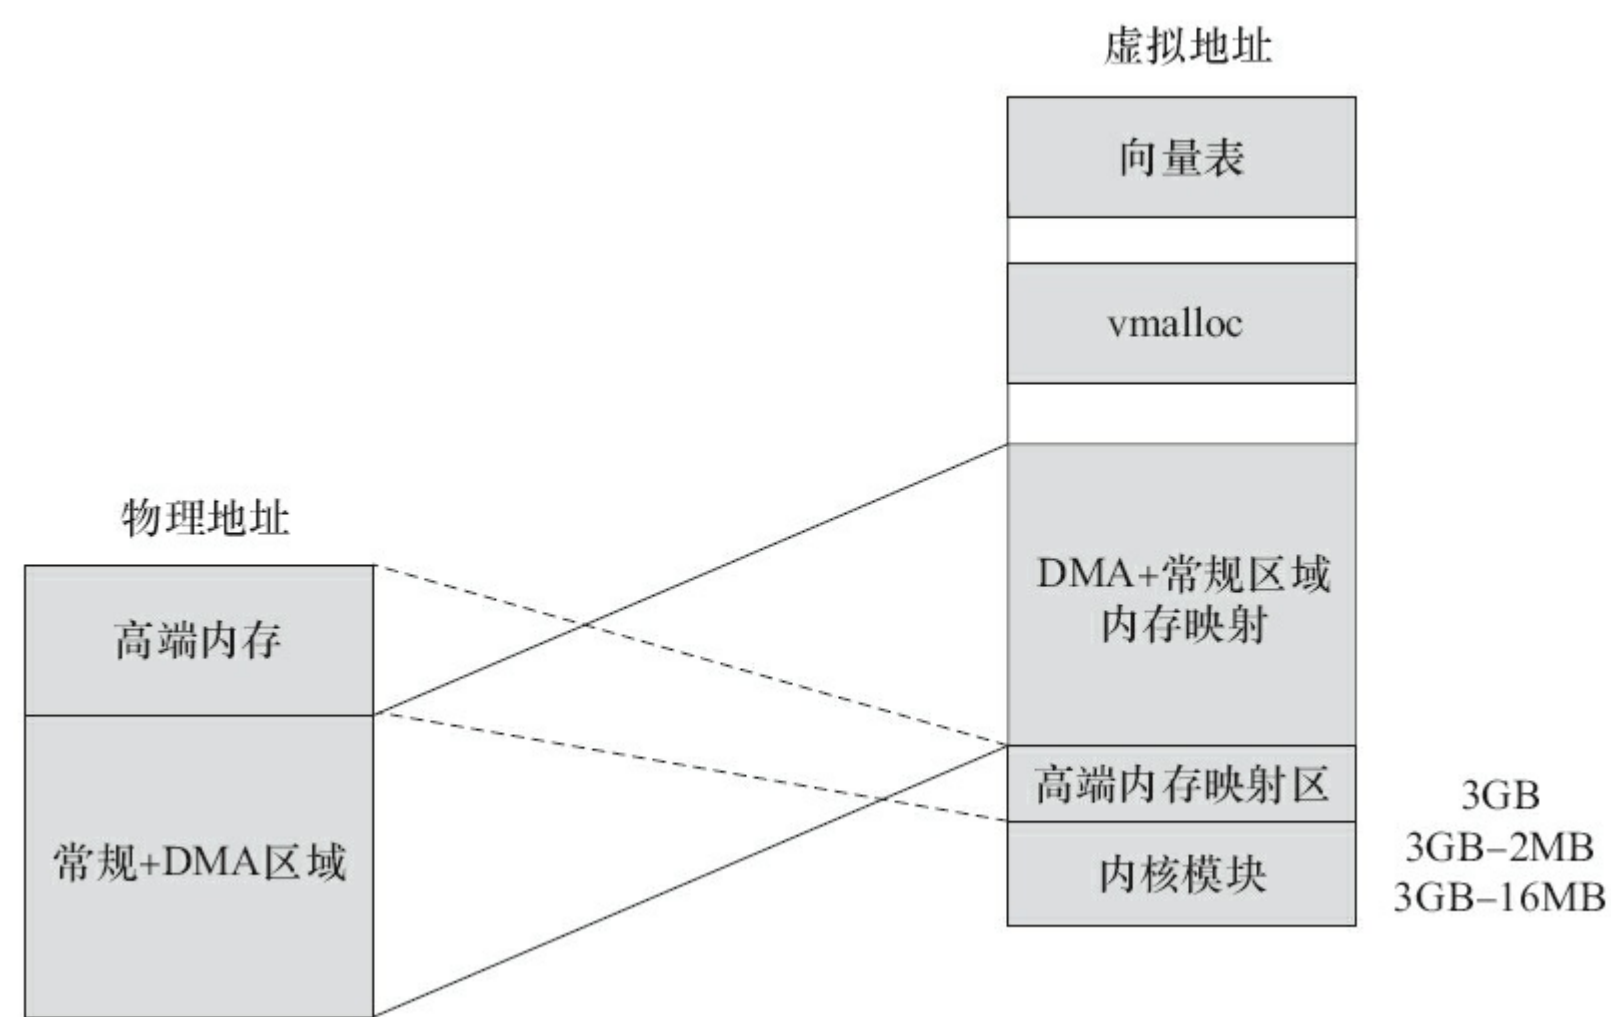 虚拟地址
向量表
vmalloc
物理地址
DMA+常规区域
内存映射
高端内存
高端内存映射区
3GB
3GB–2MB
常规+DMA区域
内核模块
3GB–16MB